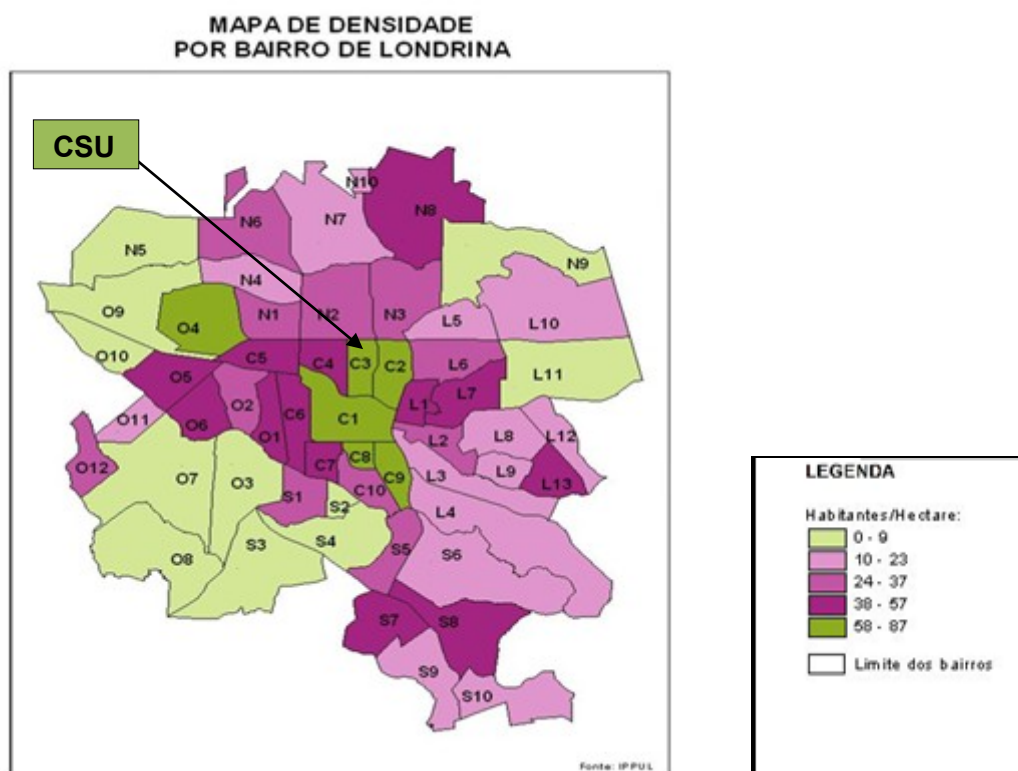 MAPA DE DENSIDADE
POR BAIRRO DE LONDRINA
CSU
N10
N8
N7
N6
N5
N9
N4
O9
L10
N1
N2
N3
L5
O4
O10
C5
C4
C3
C2
L6
L11
O5
L7
O2
C6
L1
O11
O6
O1
C1
L2
L8
L12
C8
O12
C7
L9
O7
O3
L3
C9
L13
S1
C10
S2
L4
S4
S5
S3
S6
O8
S7
S8
S9
S10
Fonte: IPPUL
LEGENDA
Habitantes/Hectare:
0 - 9
10 - 23
24 - 37
38 - 57
58 - 87
Limite dos bairros